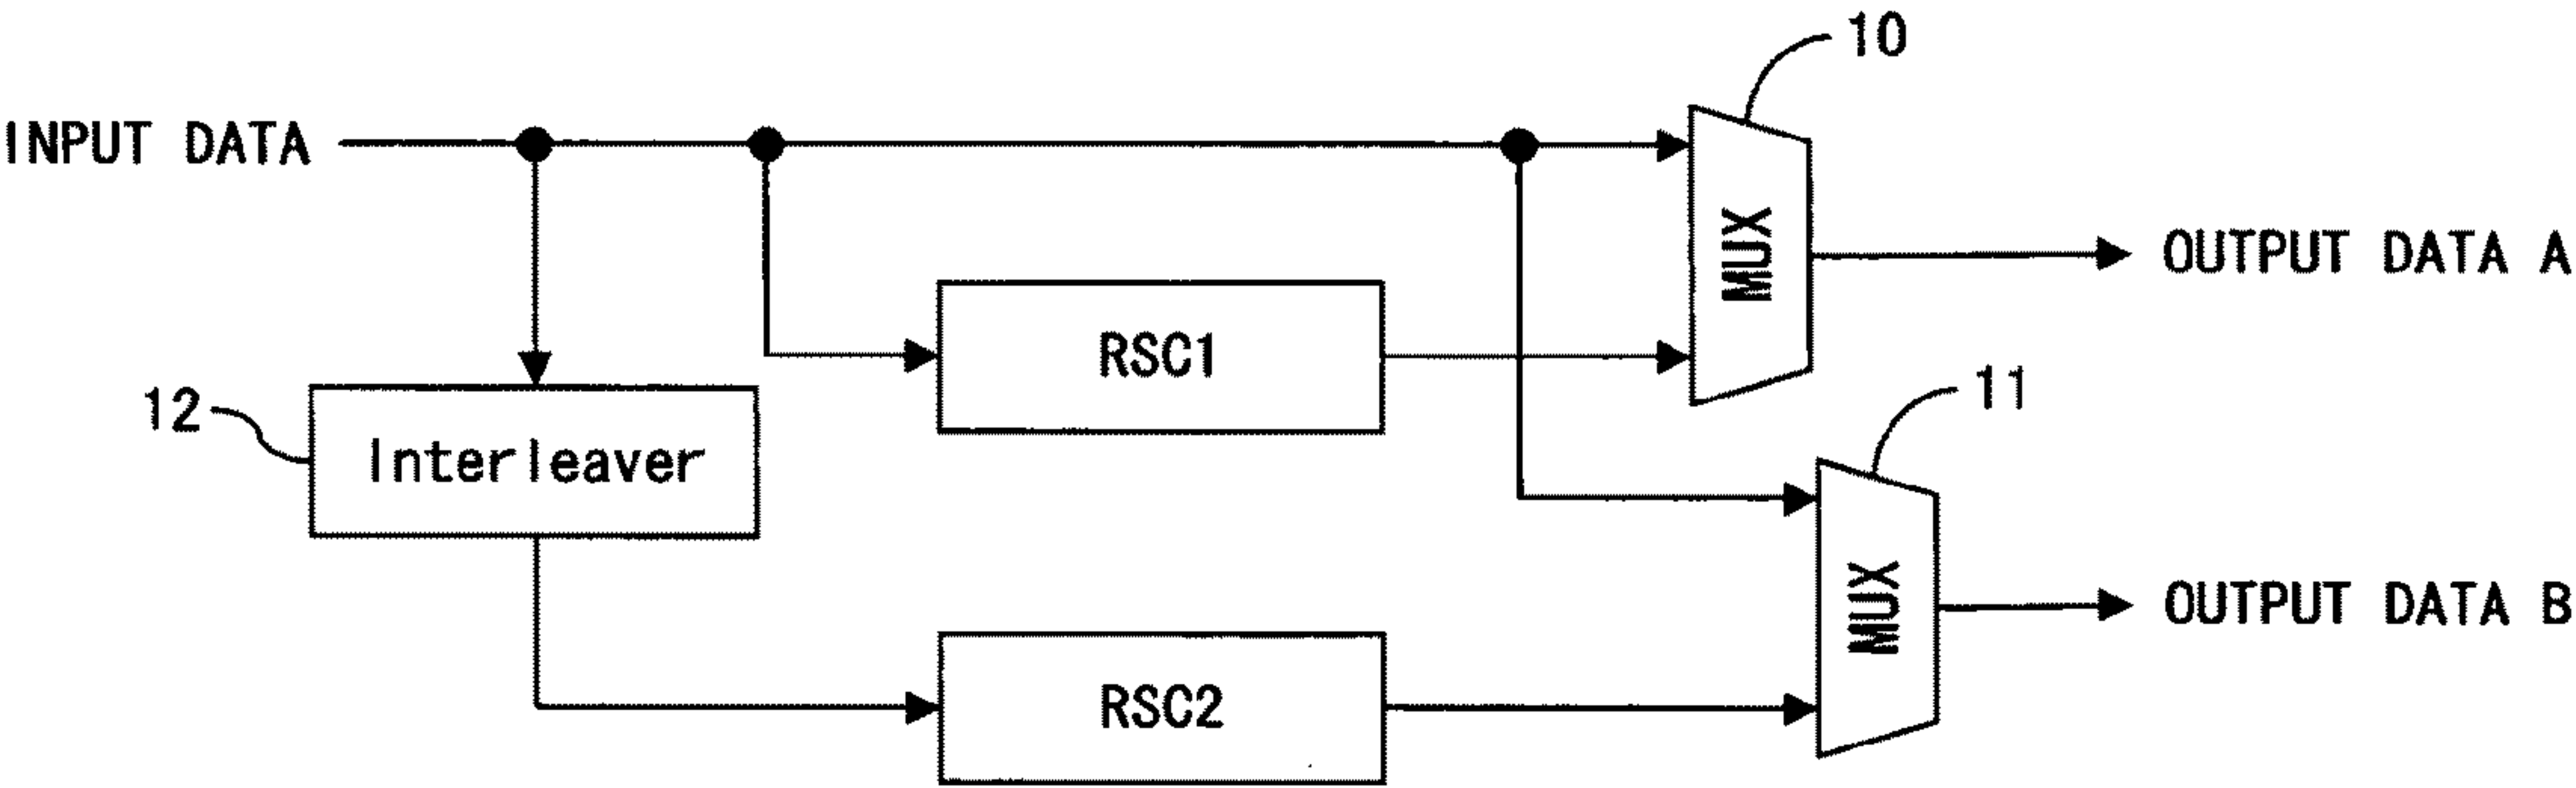 10
INPUT DATA
MUX
OUTPUT DATA A
RSC1
11
12
Interleaver
MUX
OUTPUT DATA B
RSC2